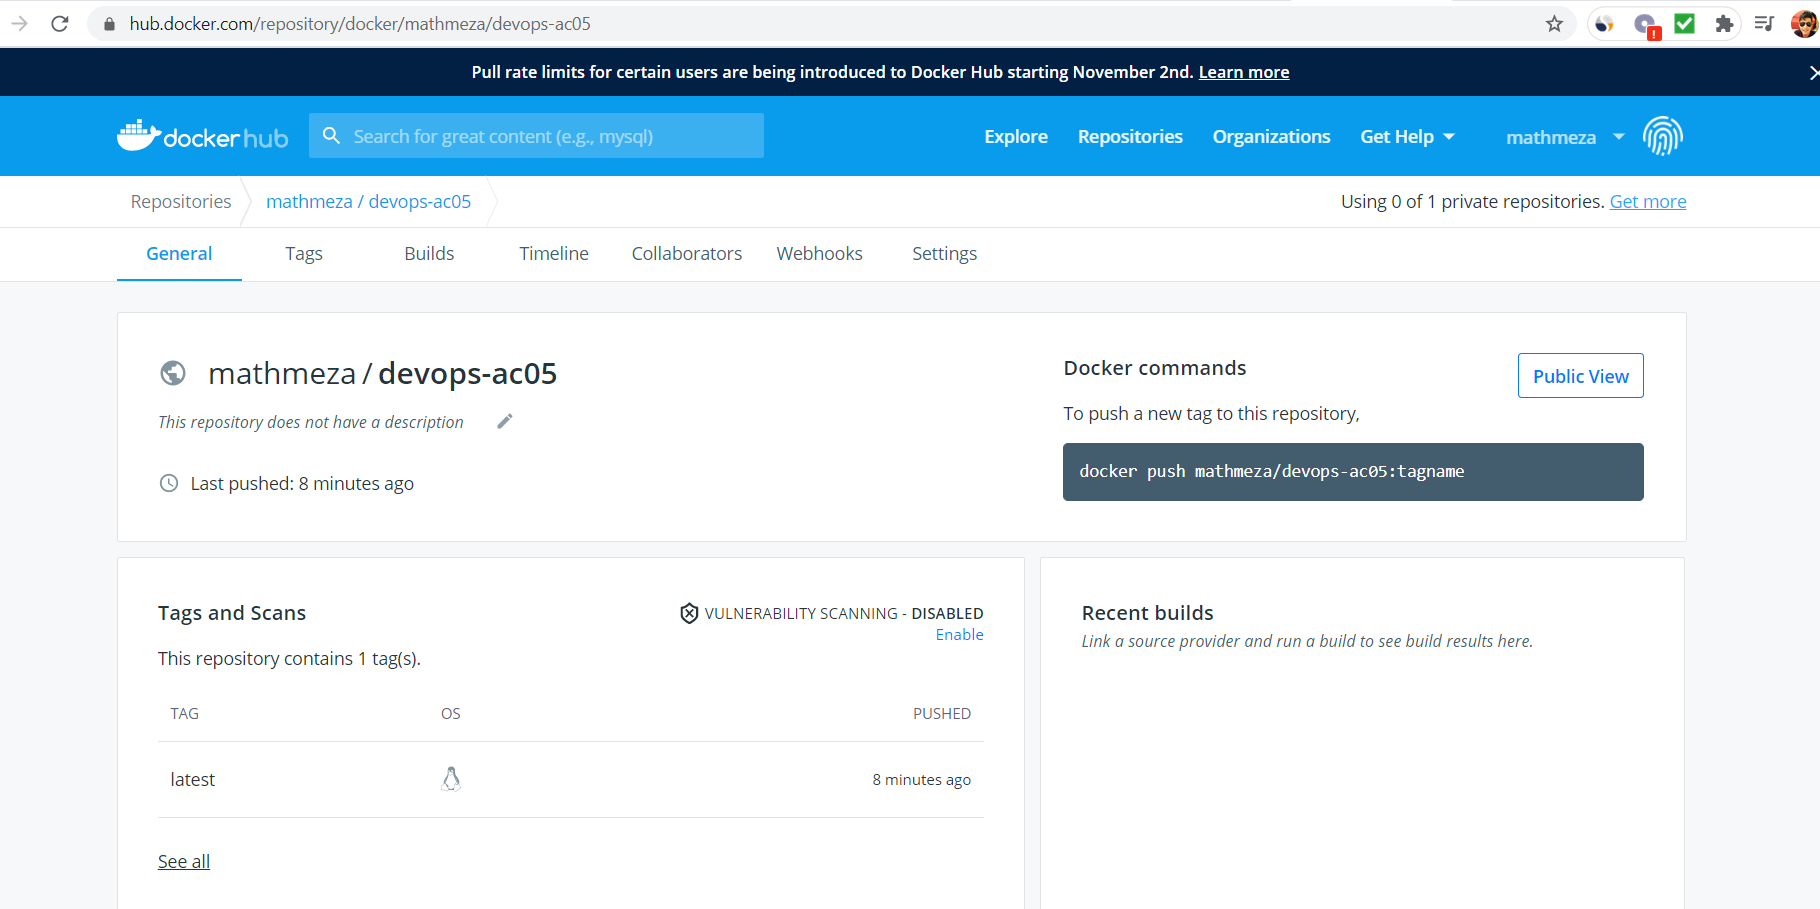 hub.docker.com/repository/docker/mathmeza/devops-ac05
Pull rate limits for certain users are being introduced to Docker Hub starting November 2nd. Learn more
docker hub Search for great content (e.g., mysql) Explore Repositories Organizations Get Help mathmeza
Repositories mathmeza / devops-ac05 Using 0 of 1 private repositories. Get more
General Tags Builds Timeline Collaborators Webhooks Settings
mathmeza / devops-ac05
This repository does not have a description
Last pushed: 8 minutes ago
Docker commands
Public View
To push a new tag to this repository,
docker push mathmeza/devops-ac05:tagname
Tags and Scans
VULNERABILITY SCANNING - DISABLED
Enable
This repository contains 1 tag(s).
TAG OS PUSHED
latest 8 minutes ago
See all
Recent builds
Link a source provider and run a build to see build results here.